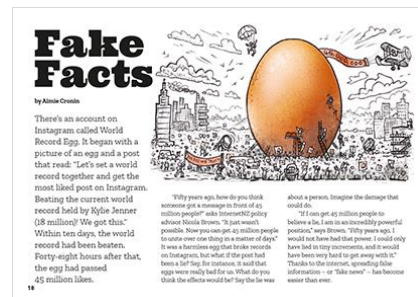 Fake
Facts
by Aimie Cronin
There's an account on
Instagram called World
Record Egg. It began with a
picture of an egg and a post
that read: "Let's set a world
record together and get the
most liked post on Instagram.
Beating the current world
record held by Kylie Jenner
(18 million)! We got this."
Within ten days, the world
record had been beaten.
Forty-eight hours after that,
the egg had passed
45 million likes.
"Fifty years ago, how do you think
someone got a message in front of 45
million people?" asks InternetNZ policy
advisor Nicola Brown. "It just wasn't
possible. Now you can get 45 million people
to unite over one thing in a matter of days."
It was a harmless egg that broke records
on Instagram, but what if the post had
been a lie? Say, for instance, it said that
eggs were really bad for us. What do you
think the effects would be? Say the lie was
about a person. Imagine the damage that
could do.
"If I can get 45 million people to
believe a lie, I am in an incredibly powerful
position," says Brown. "Fifty years ago, I
would not have had that power. I could only
have lied in tiny increments, and it would
have been very hard to get away with it."
Thanks to the internet, spreading false
information – or "fake news" – has become
easier than ever.
18